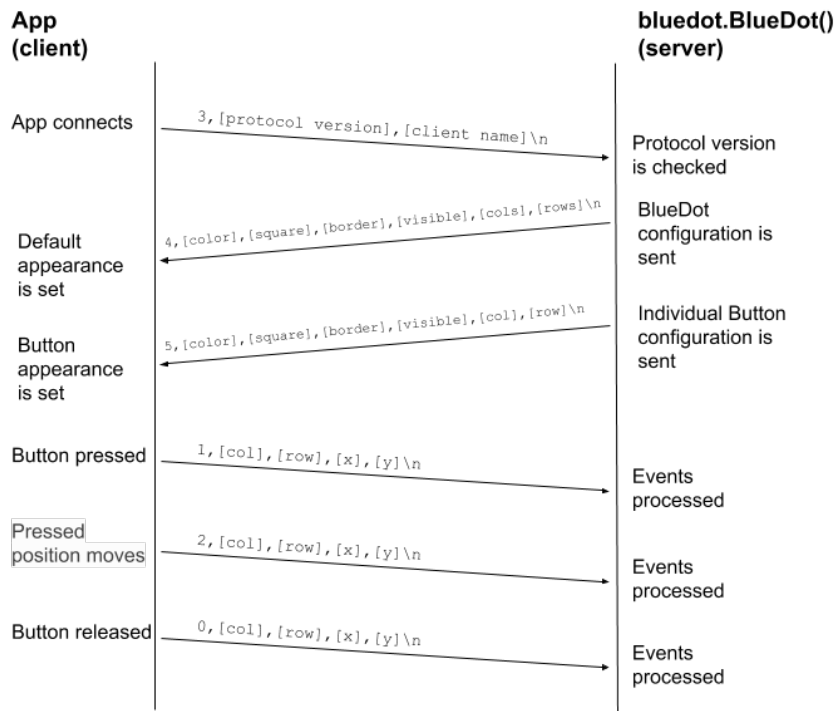 App
(client)
bluedot.BlueDot()
(server)
App connects
3,[protocol version],[client name]\n
Protocol version
is checked
4,[color],[square],[border],[visible],[cols],[rows]\n
BlueDot
configuration is
sent
Default
appearance
is set
5,[color],[square],[border],[visible],[col],[row]\n
Individual Button
configuration is
sent
Button
appearance
is set
Button pressed
1,[col],[row],[x],[y]\n
Events
processed
Pressed
position moves
2,[col],[row],[x],[y]\n
Events
processed
Button released
0,[col],[row],[x],[y]\n
Events
processed